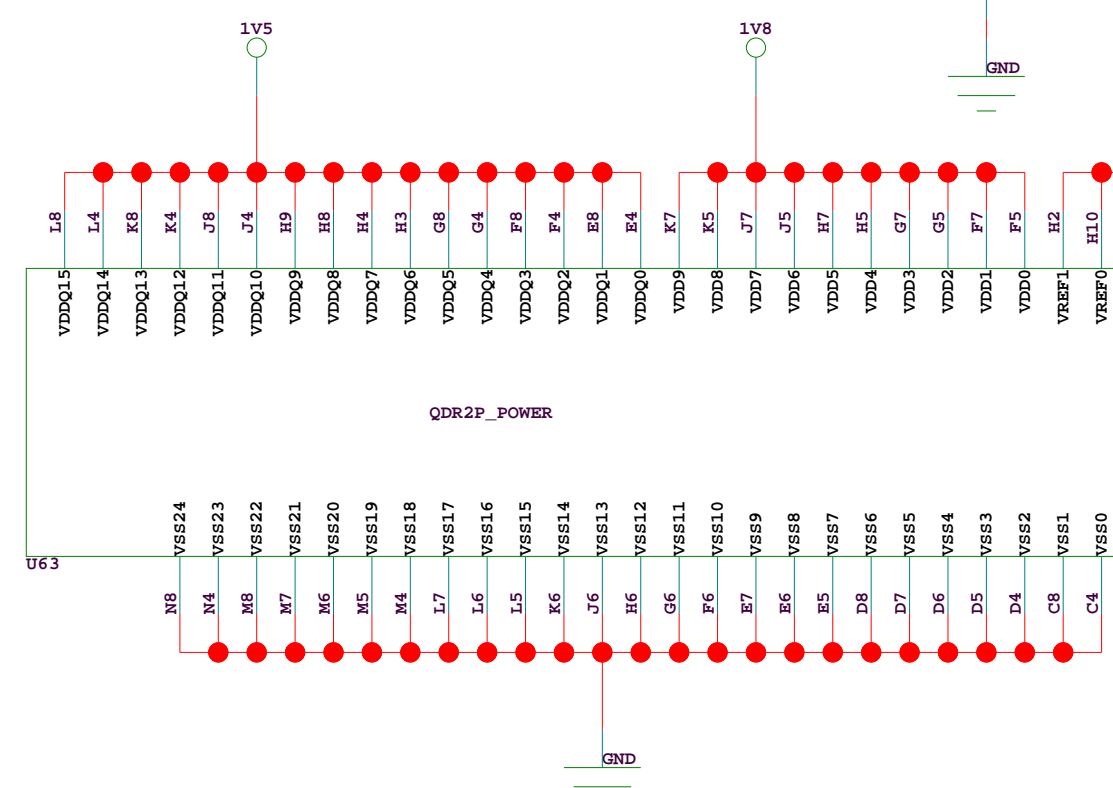 1V5 1V8
GND
L8 L4 K8 K4 J8 J4 H9 H8 H4 H3 G8 G4 F8 F4 E8 E4 K7 K5 J7 J5 H7 H5 G7 G5 F7 F5 H2 H10
VDDQ15 VDDQ14 VDDQ13 VDDQ12 VDDQ11 VDDQ10 VDDQ9 VDDQ8 VDDQ7 VDDQ6 VDDQ5 VDDQ4 VDDQ3 VDDQ2 VDDQ1 VDDQ0 VDD9 VDD8 VDD7 VDD6 VDD5 VDD4 VDD3 VDD2 VDD1 VDD0 VREF1 VREF0
QDR2P_POWER
VSS24 VSS23 VSS22 VSS21 VSS20 VSS19 VSS18 VSS17 VSS16 VSS15 VSS14 VSS13 VSS12 VSS11 VSS10 VSS9 VSS8 VSS7 VSS6 VSS5 VSS4 VSS3 VSS2 VSS1 VSS0
U63
N8 N4 M8 M7 M6 M5 M4 L7 L6 L5 K6 J6 H6 G6 F6 E7 E6 E5 D8 D7 D6 D5 D4 C8 C4
GND